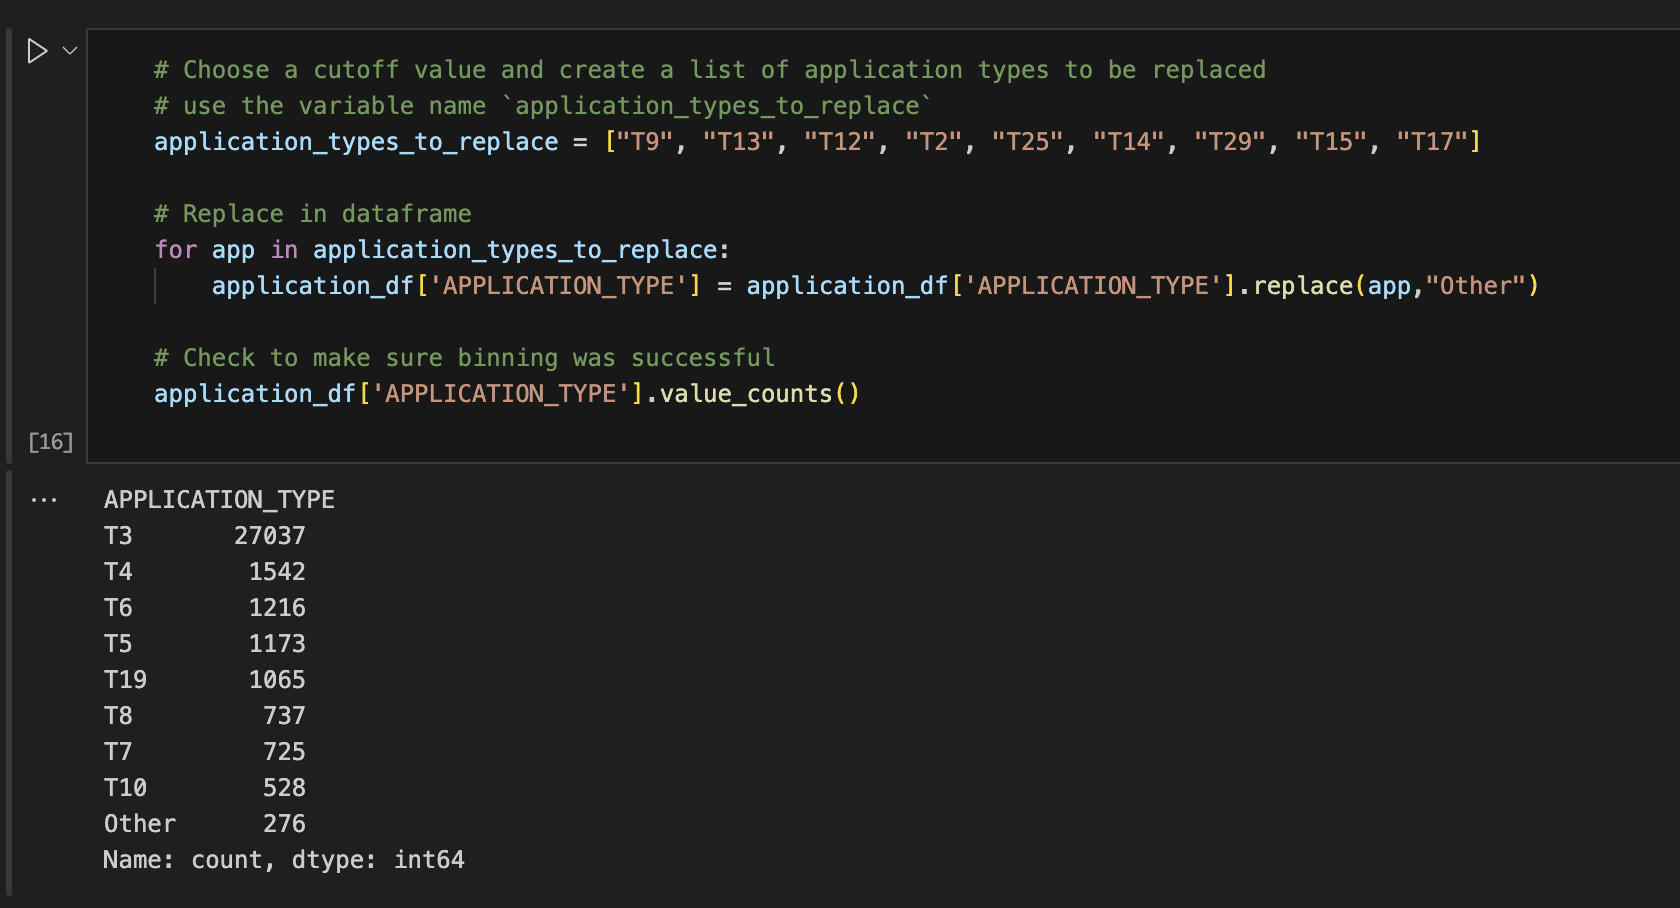 # Choose a cutoff value and create a list of application types to be replaced
# use the variable name `application_types_to_replace`
application_types_to_replace = ["T9", "T13", "T12", "T2", "T25", "T14", "T29", "T15", "T17"]
# Replace in dataframe
for app in application_types_to_replace:
    application_df['APPLICATION_TYPE'] = application_df['APPLICATION_TYPE'].replace(app,"Other")
# Check to make sure binning was successful
application_df['APPLICATION_TYPE'].value_counts()
[16]
... APPLICATION_TYPE
T3 27037
T4 1542
T6 1216
T5 1173
T19 1065
T8 737
T7 725
T10 528
Other 276
Name: count, dtype: int64